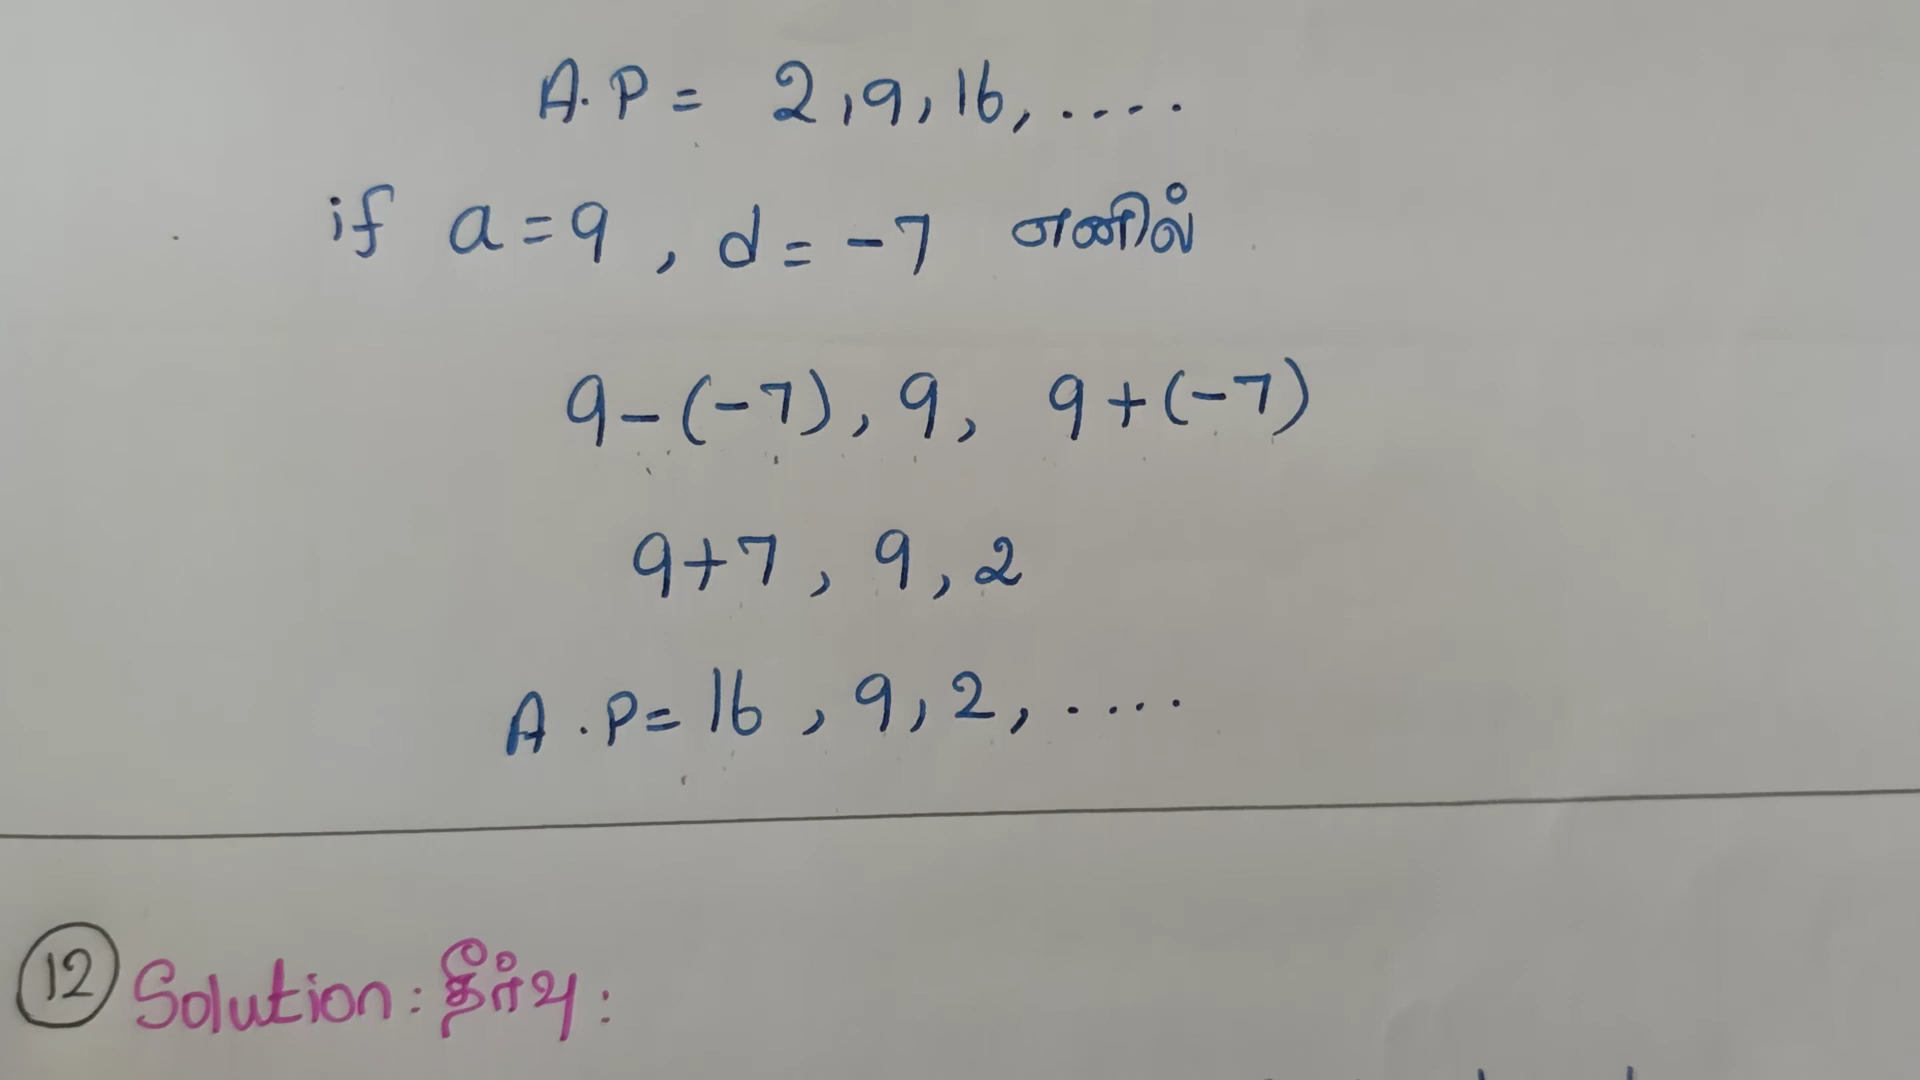 A.P = 2, 9, 16, ....
if a = 9, d = -7 எனில்
9-(-7), 9, 9+(-7)
9+7, 9, 2
A.P = 16, 9, 2, ....
12 Solution: தீர்வு: